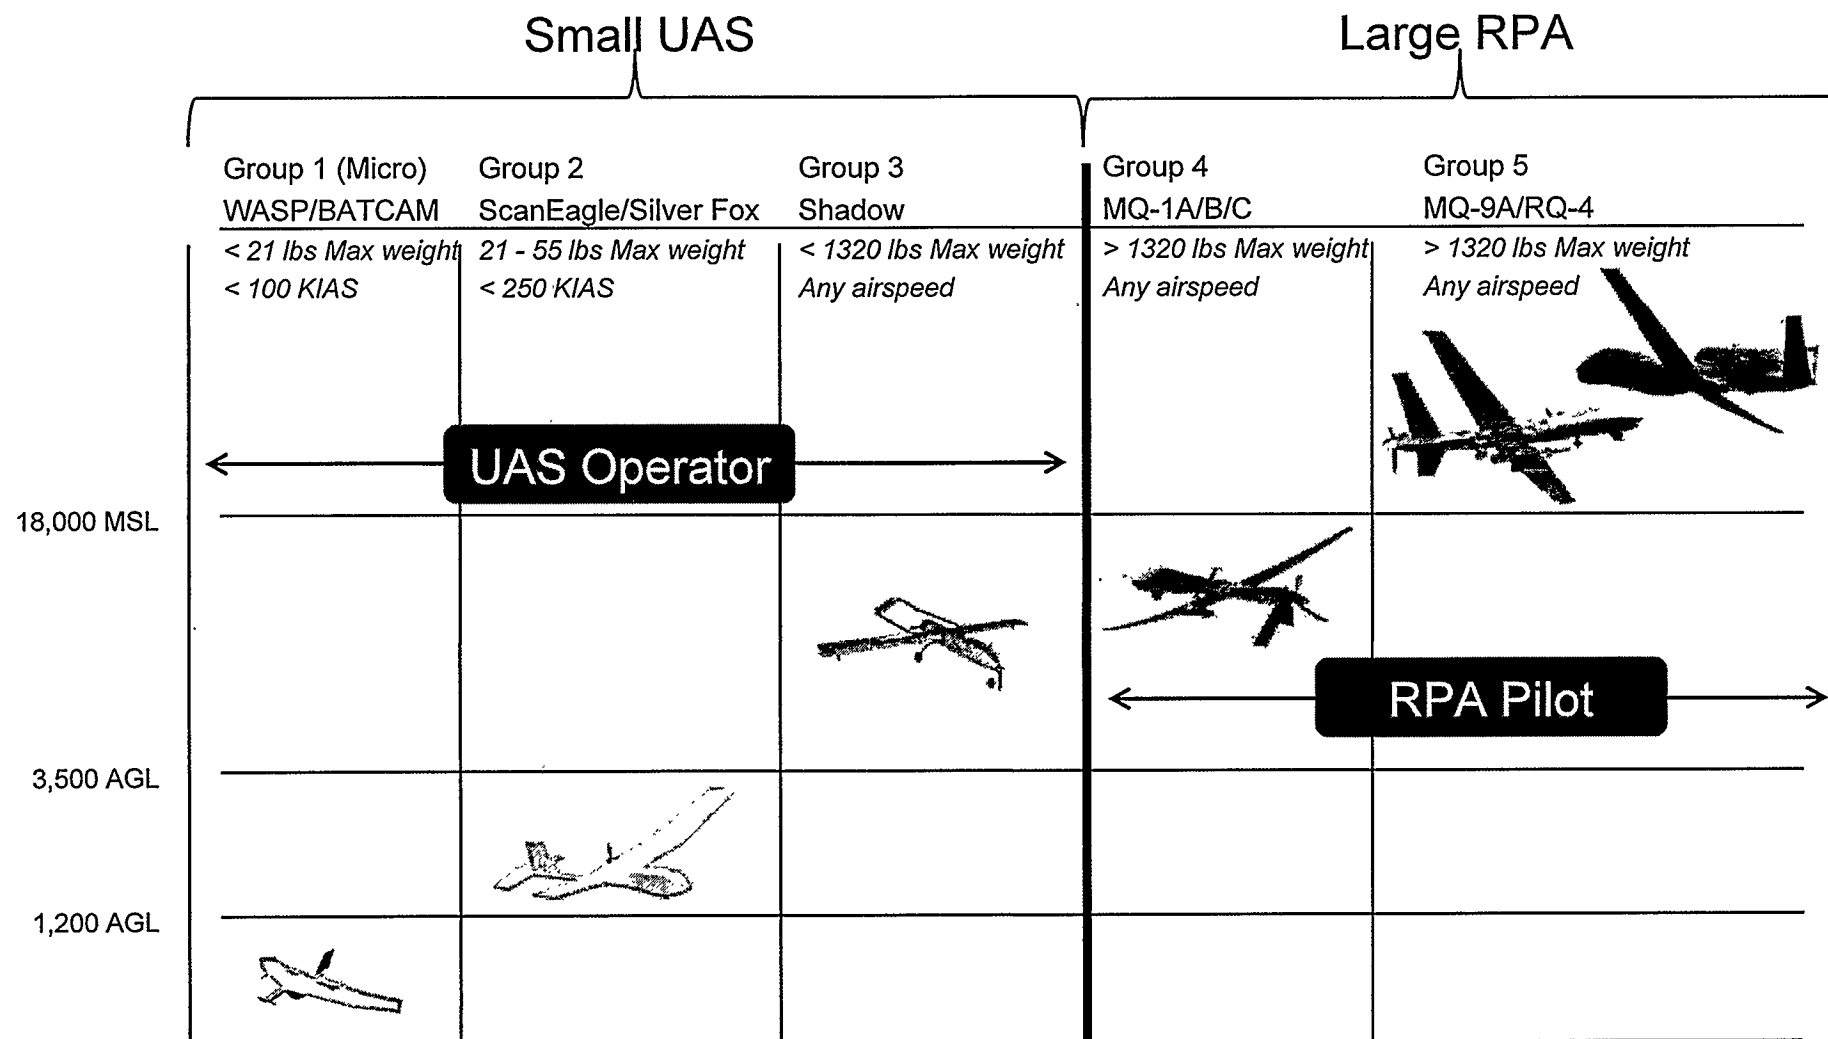 Small UAS
Large RPA
Group 1 (Micro)
WASP/BATCAM
< 21 lbs Max weight
< 100 KIAS
Group 2
ScanEagle/Silver Fox
21 - 55 lbs Max weight
< 250 KIAS
Group 3
Shadow
< 1320 lbs Max weight
Any airspeed
Group 4
MQ-1A/B/C
> 1320 lbs Max weight
Any airspeed
Group 5
MQ-9A/RQ-4
> 1320 lbs Max weight
Any airspeed
UAS Operator
18,000 MSL
RPA Pilot
3,500 AGL
1,200 AGL